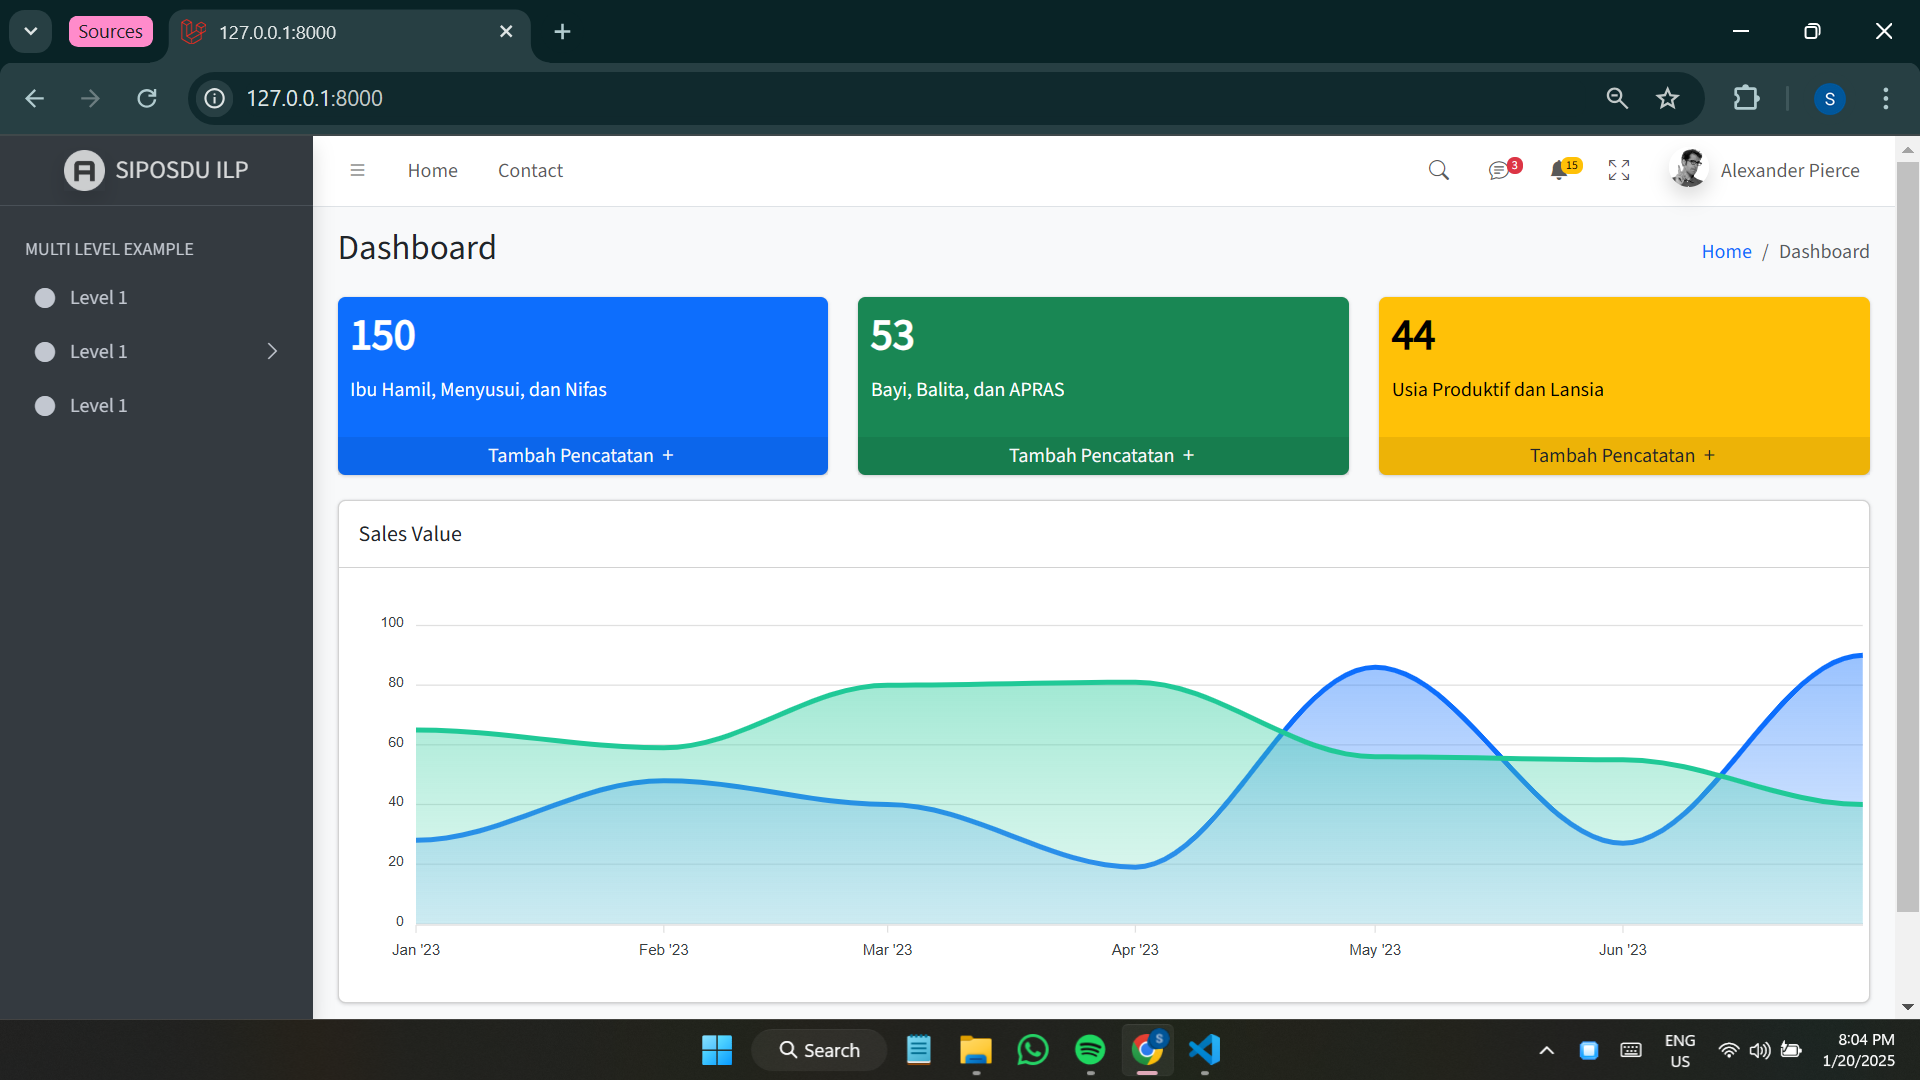 Sources
127.0.0.1:8000
127.0.0.1:8000
S
SIPOSDU ILP
Home
Contact
3
15
Alexander Pierce
MULTI LEVEL EXAMPLE
Level 1
Level 1
Level 1
Dashboard
Home / Dashboard
150
Ibu Hamil, Menyusui, dan Nifas
Tambah Pencatatan +
53
Bayi, Balita, dan APRAS
Tambah Pencatatan +
44
Usia Produktif dan Lansia
Tambah Pencatatan +
Sales Value
100
80
60
40
20
0
Jan '23
Feb '23
Mar '23
Apr '23
May '23
Jun '23
Search
S
ENG
US
8:04 PM
1/20/2025